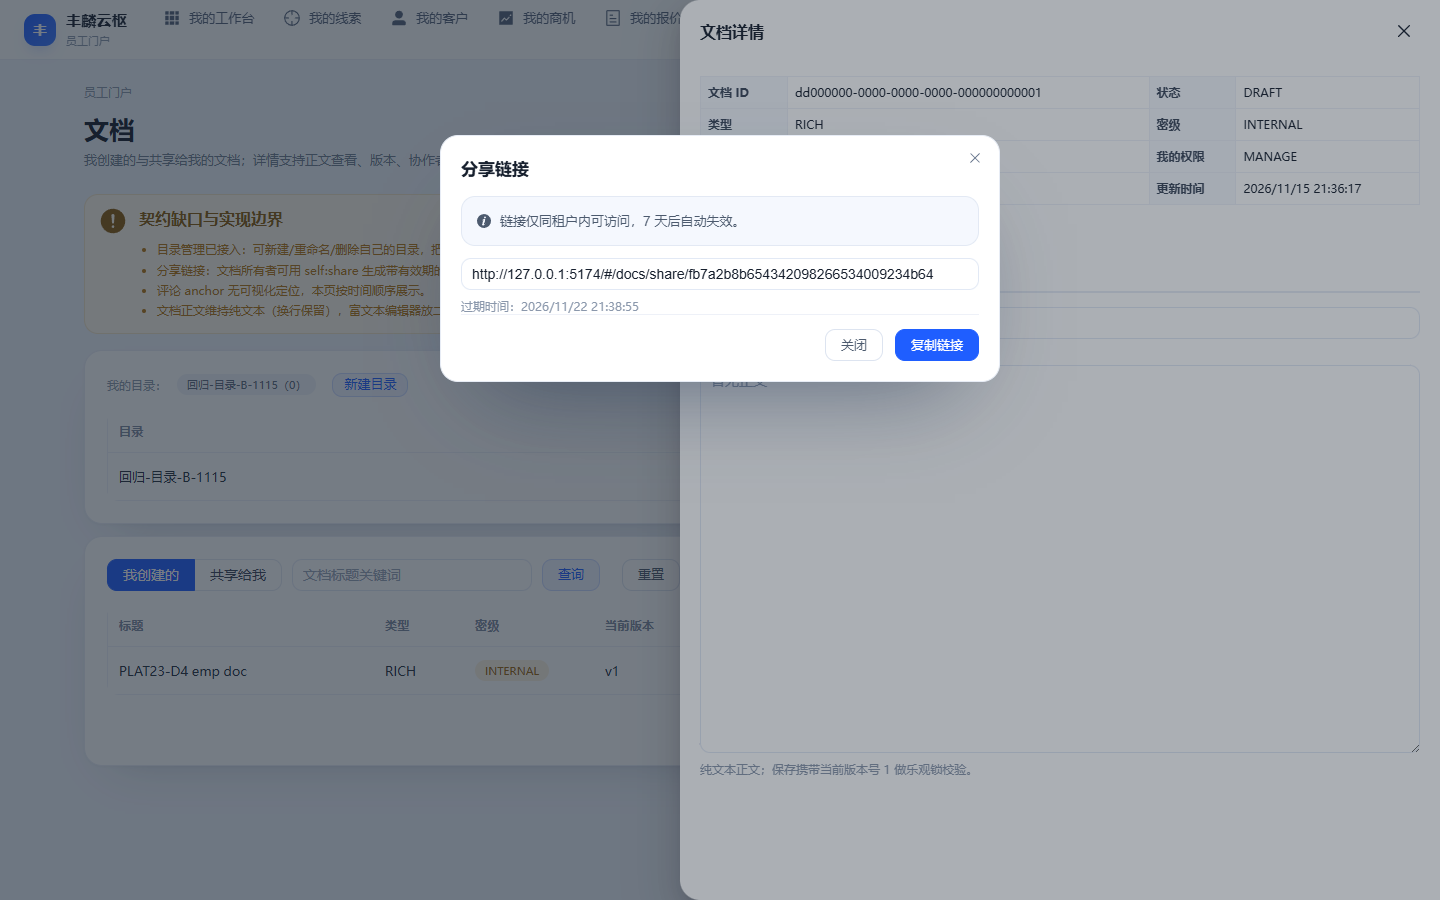 丰
丰麟云枢
员工门户
我的工作台
我的线索
我的客户
我的商机
我的报价
员工门户
文档
我创建的与共享给我的文档；详情支持正文查看、版本、协作者
契约缺口与实现边界
目录管理已接入：可新建/重命名/删除自己的目录，把
分享链接：文档所有者可用 self:share 生成带有效期的
评论 anchor 无可视化定位，本页按时间顺序展示。
文档正文维持纯文本（换行保留），富文本编辑器放二
我的目录：
回归-目录-B-1115（0）
新建目录
目录
回归-目录-B-1115
我创建的
共享给我
文档标题关键词
查询
重置
标题
类型
密级
当前版本
PLAT23-D4 emp doc
RICH
INTERNAL
v1
文档详情
文档 ID
dd000000-0000-0000-0000-000000000001
状态
DRAFT
类型
RICH
密级
INTERNAL
我的权限
MANAGE
更新时间
2026/11/15 21:36:17
纯文本正文；保存携带当前版本号 1 做乐观锁校验。
分享链接
链接仅同租户内可访问，7 天后自动失效。
http://127.0.0.1:5174/#/docs/share/fb7a2b8b654342098266534009234b64
过期时间：2026/11/22 21:38:55
关闭
复制链接